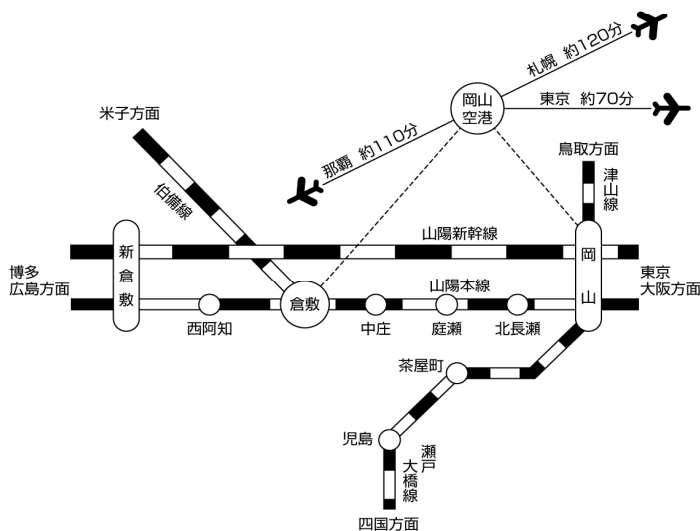 札幌 約120分
岡山
空港
東京 約70分
米子方面
那覇 約110分
鳥取方面
津山線
伯備線
山陽新幹線
新倉敷
岡山
博多
広島方面
東京
大阪方面
山陽本線
倉敷
西阿知
中庄
庭瀬
北長瀬
茶屋町
児島
瀬戸
大橋線
四国方面